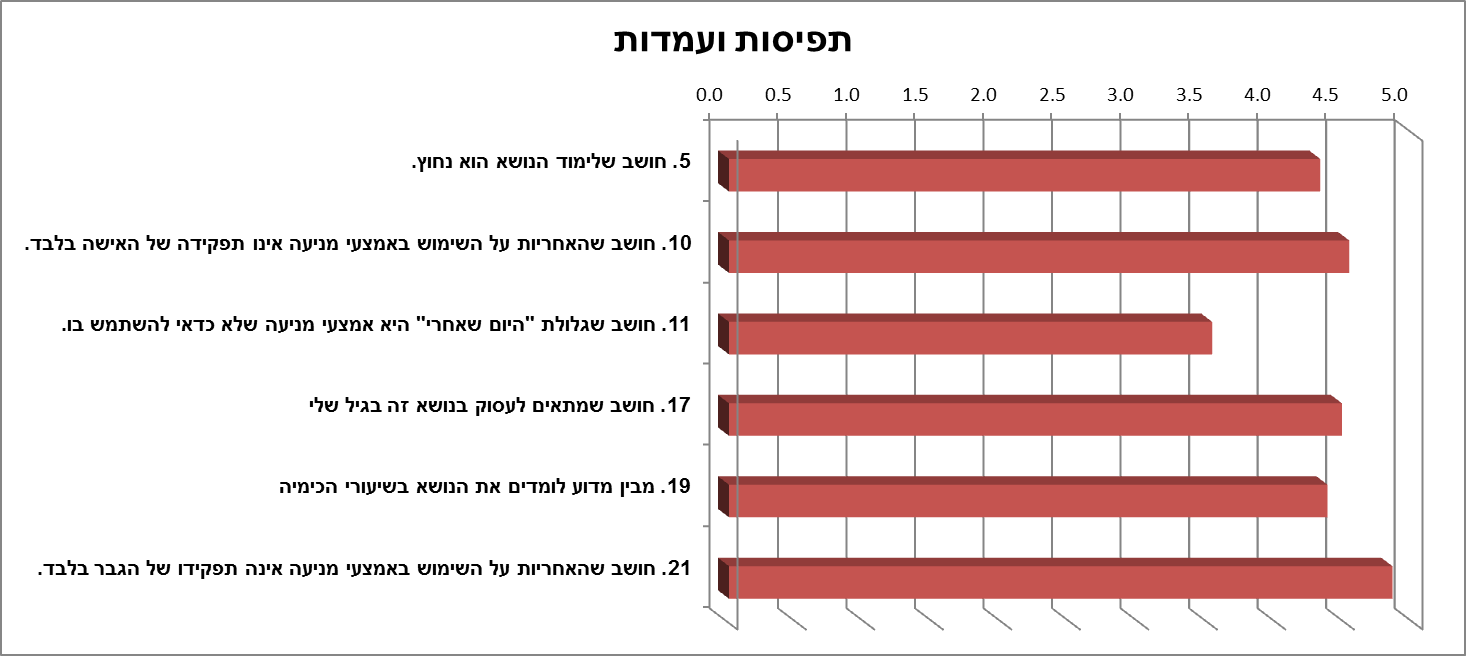 תפיסות ועמדות
0.0 0.5 1.0 1.5 2.0 2.5 3.0 3.5 4.0 4.5 5.0
5. חושב שלימוד הנושא הוא נחוץ.
10. חושב שהאחריות על השימוש באמצעי מניעה אינו תפקידה של האישה בלבד.
11. חושב שגלולת "היום שאחרי" היא אמצעי מניעה שלא כדאי להשתמש בו.
17. חושב שמתאים לעסוק בנושא זה בגיל שלי
19. מבין מדוע לומדים את הנושא בשיעורי הכימיה
21. חושב שהאחריות על השימוש באמצעי מניעה אינה תפקידו של הגבר בלבד.